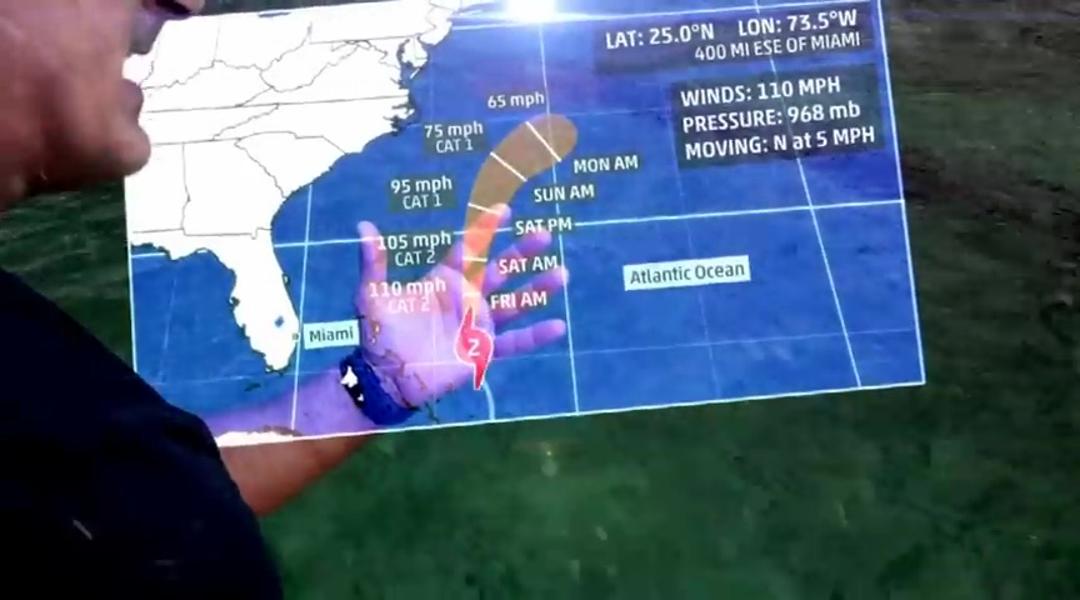 LAT: 25.0°N LON: 73.5°W
400 MI ESE OF MIAMI
WINDS: 110 MPH
PRESSURE: 968 mb
MOVING: N at 5 MPH
65 mph
75 mph
CAT 1
MON AM
95 mph
CAT 1
SUN AM
105 mph
CAT 2
SAT PM
SAT AM
110 mph
CAT 2
FRI AM
2
Miami
Atlantic Ocean